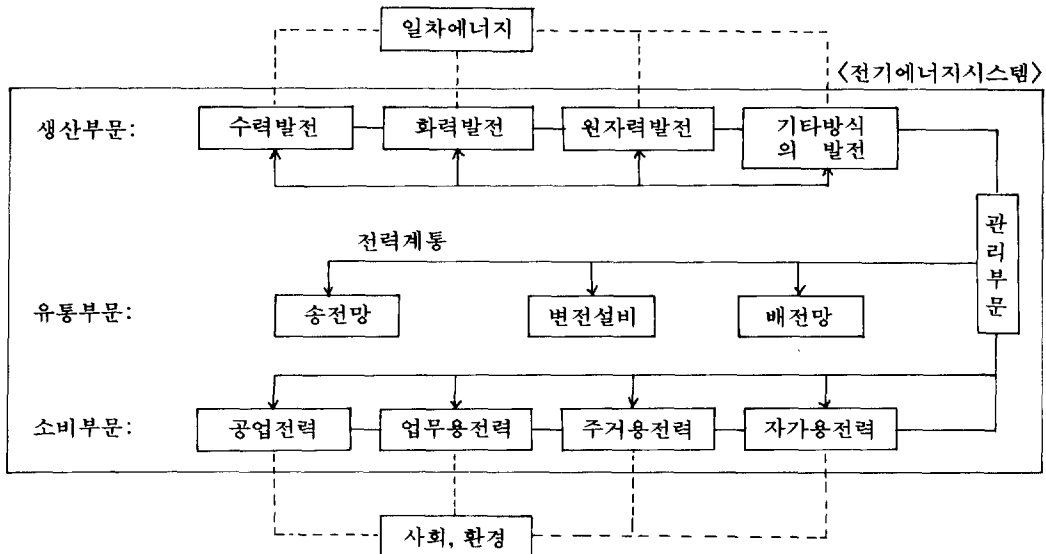 일차에너지
〈전기에너지시스템〉
생산부문:
수력발전
화력발전
원자력발전
기타방식
의 발전
관리부문
전력계통
유통부문:
송전망
변전설비
배전망
소비부문:
공업전력
업무용전력
주거용전력
자가용전력
사회, 환경